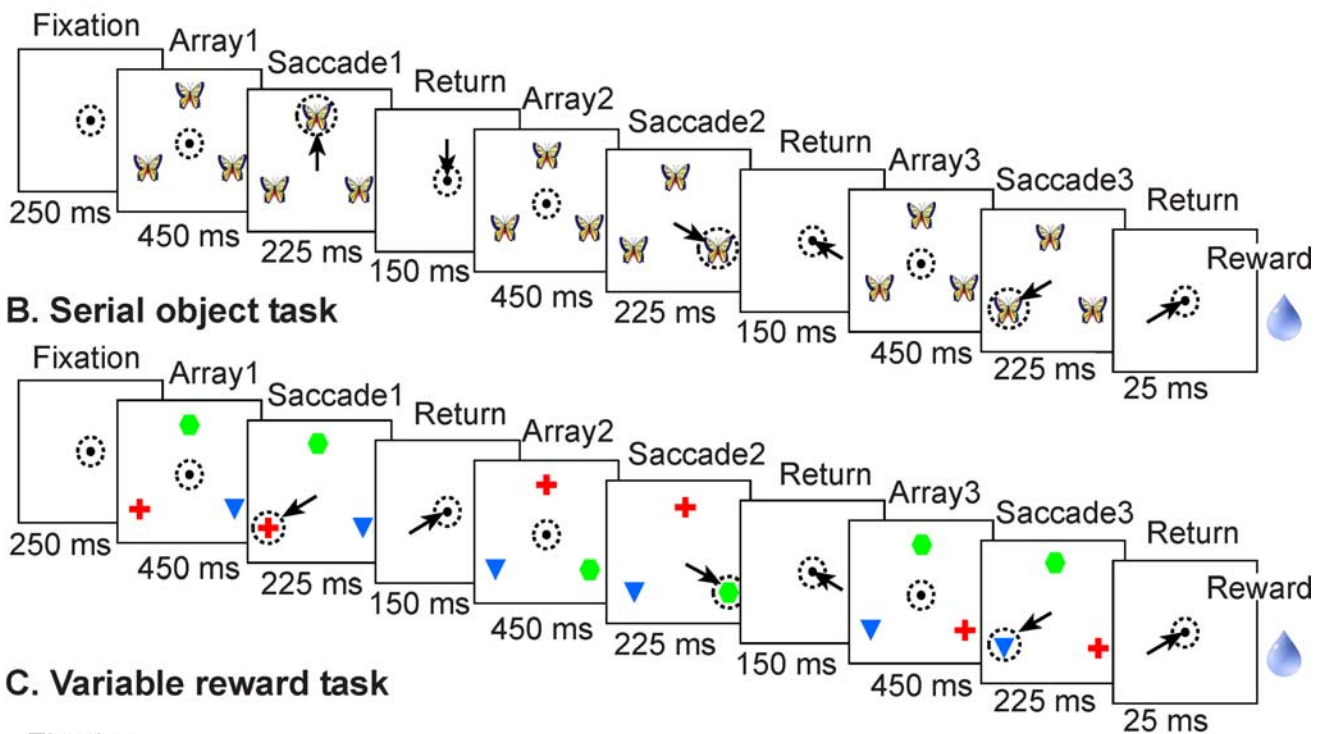 Fixation
Array1
Saccade1
Return
Array2
Saccade2
Return
Array3
Saccade3
Return
Reward
250 ms
450 ms
225 ms
150 ms
450 ms
225 ms
150 ms
450 ms
225 ms
25 ms
B. Serial object task
Fixation
Array1
Saccade1
Return
Array2
Saccade2
Return
Array3
Saccade3
Return
Reward
250 ms
450 ms
225 ms
150 ms
450 ms
225 ms
150 ms
450 ms
225 ms
25 ms
C. Variable reward task